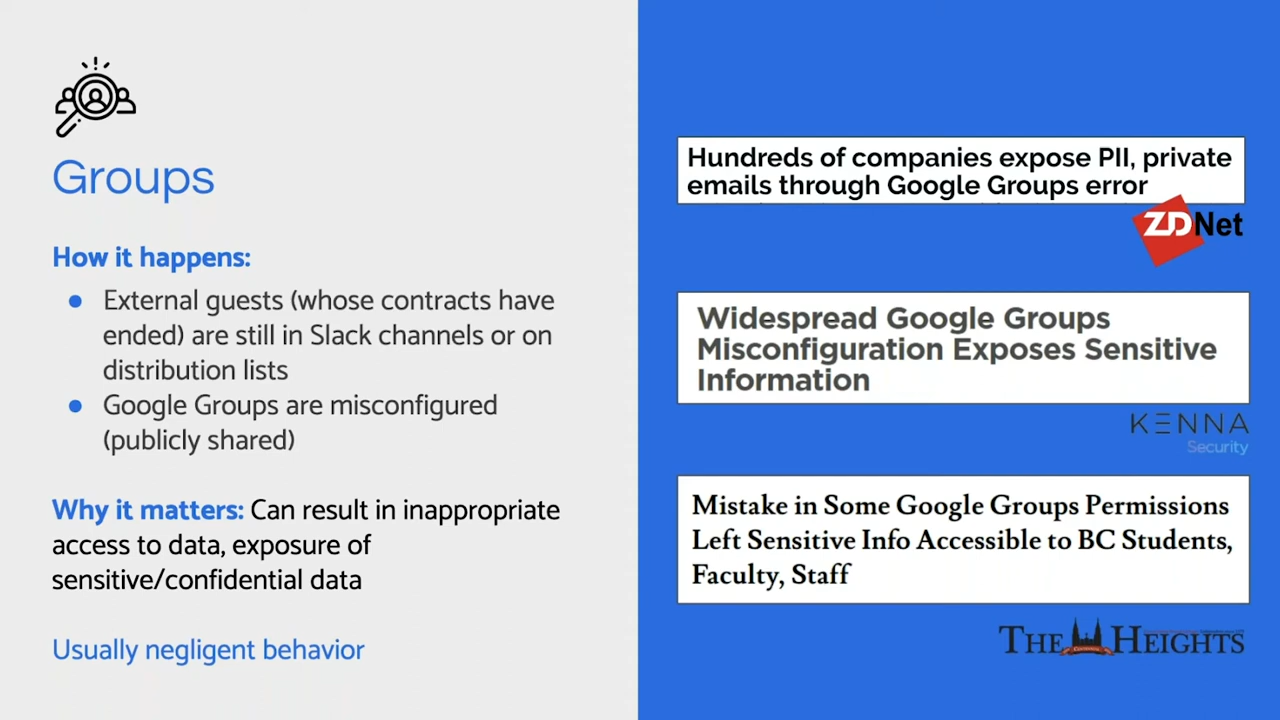 Groups
How it happens:
● External guests (whose contracts have
ended) are still in Slack channels or on
distribution lists
● Google Groups are misconfigured
(publicly shared)
Why it matters: Can result in inappropriate
access to data, exposure of
sensitive/confidential data
Usually negligent behavior
Hundreds of companies expose PII, private
emails through Google Groups error
ZDNet
Widespread Google Groups
Misconfiguration Exposes Sensitive
Information
KENNA
Security
Mistake in Some Google Groups Permissions
Left Sensitive Info Accessible to BC Students,
Faculty, Staff
THE HEIGHTS